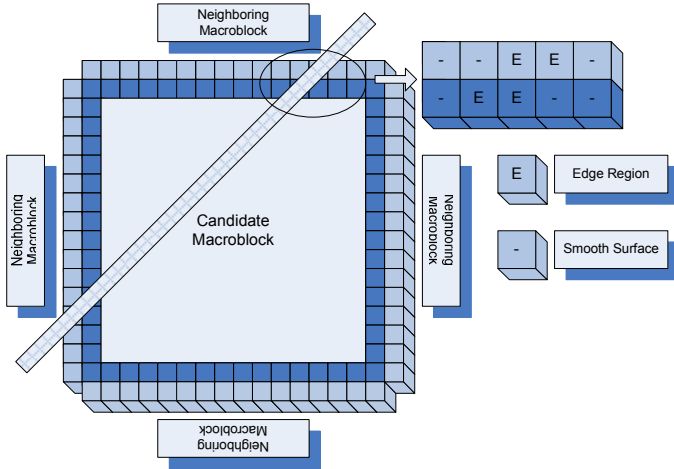 Neighboring
Macroblock
- - E E -
- E E - -
Neighboring
Macroblock
Candidate
Macroblock
Neighboring
Macroblock
E
Edge Region
-
Smooth Surface
Neighboring
Macroblock